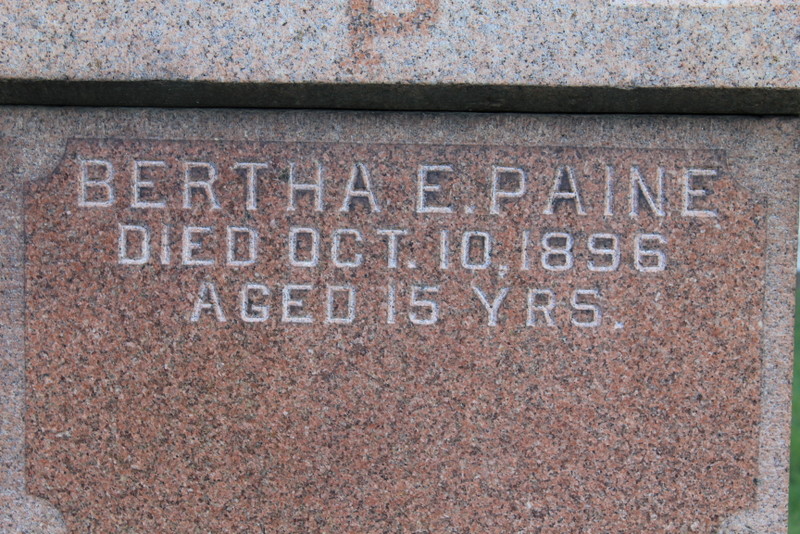 P
BERTHA E. PAINE
DIED OCT. 10, 1896
AGED 15 YRS.